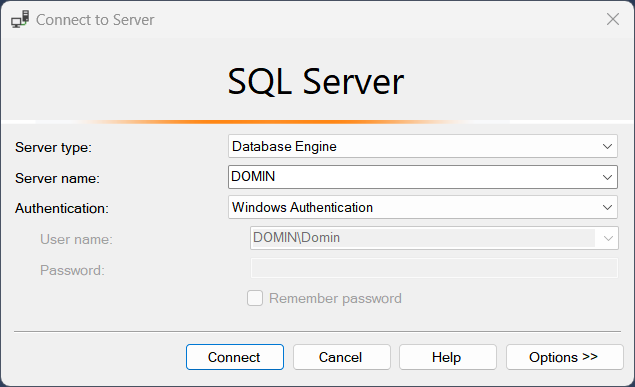 Connect to Server
SQL Server
Server type:
Database Engine
Server name:
DOMIN
Authentication:
Windows Authentication
User name:
DOMIN\Domin
Password:
Remember password
Connect
Cancel
Help
Options >>